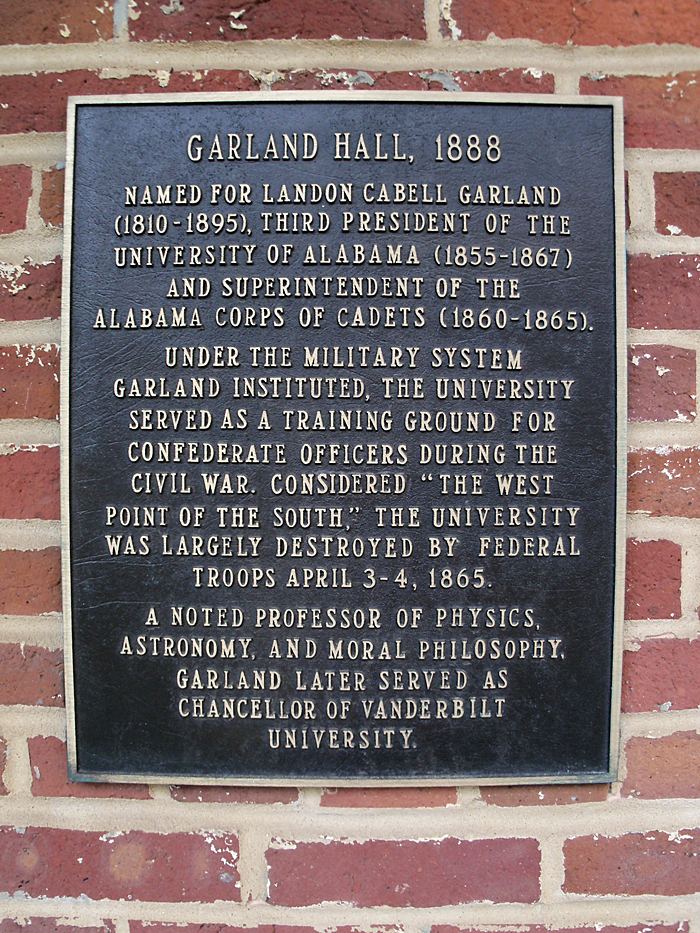 GARLAND HALL, 1888
NAMED FOR LANDON CABELL GARLAND
(1810-1895), THIRD PRESIDENT OF THE
UNIVERSITY OF ALABAMA (1855-1867)
AND SUPERINTENDENT OF THE
ALABAMA CORPS OF CADETS (1860-1865).
UNDER THE MILITARY SYSTEM
GARLAND INSTITUTED, THE UNIVERSITY
SERVED AS A TRAINING GROUND FOR
CONFEDERATE OFFICERS DURING THE
CIVIL WAR. CONSIDERED “THE WEST
POINT OF THE SOUTH,” THE UNIVERSITY
WAS LARGELY DESTROYED BY FEDERAL
TROOPS APRIL 3-4, 1865.
A NOTED PROFESSOR OF PHYSICS,
ASTRONOMY, AND MORAL PHILOSOPHY,
GARLAND LATER SERVED AS
CHANCELLOR OF VANDERBILT
UNIVERSITY.